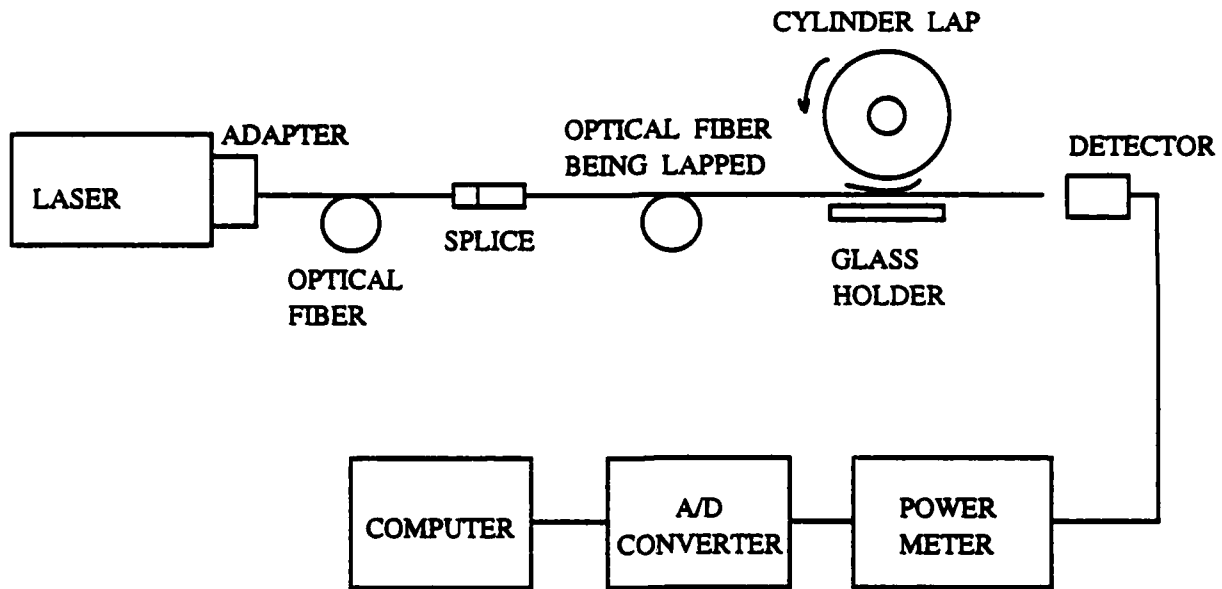 CYLINDER LAP
ADAPTER
OPTICAL FIBER
BEING LAPPED
DETECTOR
LASER
SPLICE
OPTICAL
FIBER
GLASS
HOLDER
COMPUTER
A/D
CONVERTER
POWER
METER